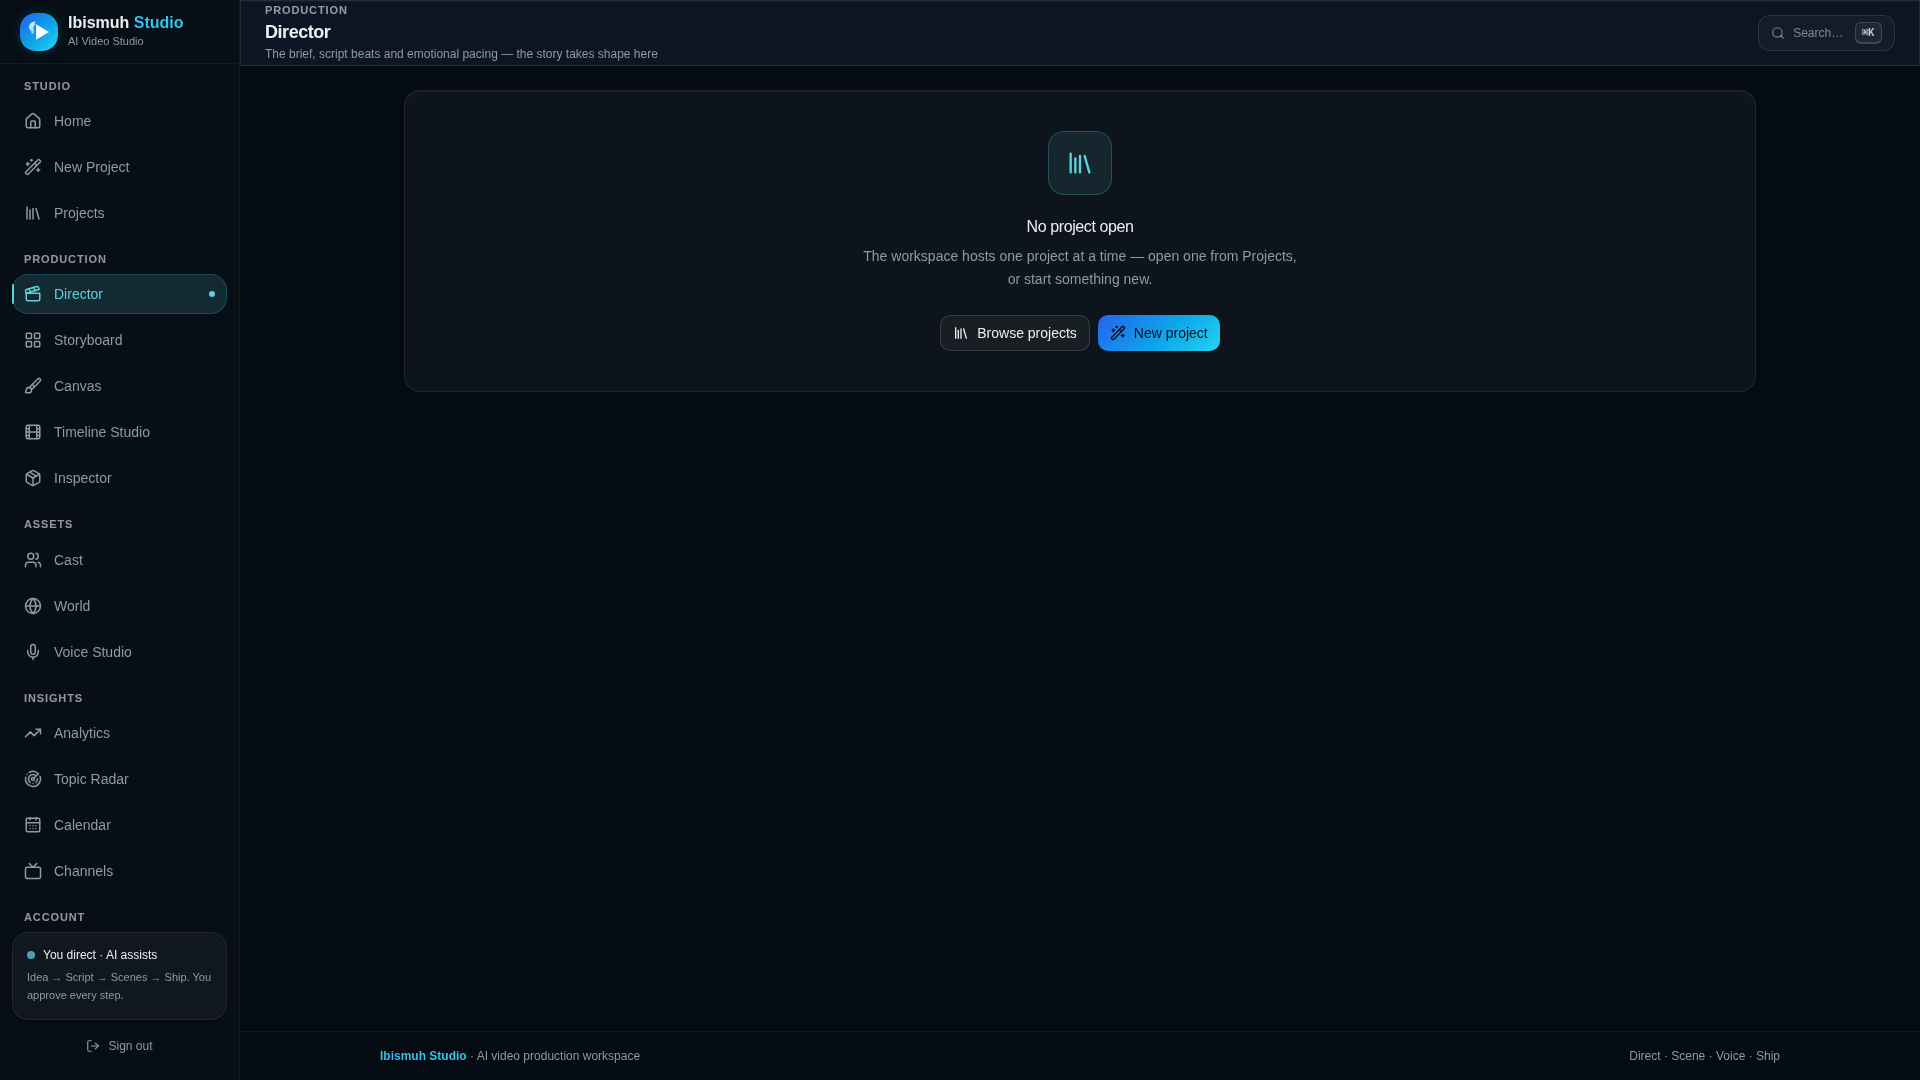 Ibismuh Studio
AI Video Studio
STUDIO
Home
New Project
Projects
PRODUCTION
Director
Storyboard
Canvas
Timeline Studio
Inspector
ASSETS
Cast
World
Voice Studio
INSIGHTS
Analytics
Topic Radar
Calendar
Channels
ACCOUNT
You direct · AI assists
Idea → Script → Scenes → Ship. You
approve every step.
Sign out
PRODUCTION
Director
The brief, script beats and emotional pacing — the story takes shape here
Search…
⌘K
No project open
The workspace hosts one project at a time — open one from Projects,
or start something new.
Browse projects
New project
Ibismuh Studio · AI video production workspace
Direct · Scene · Voice · Ship